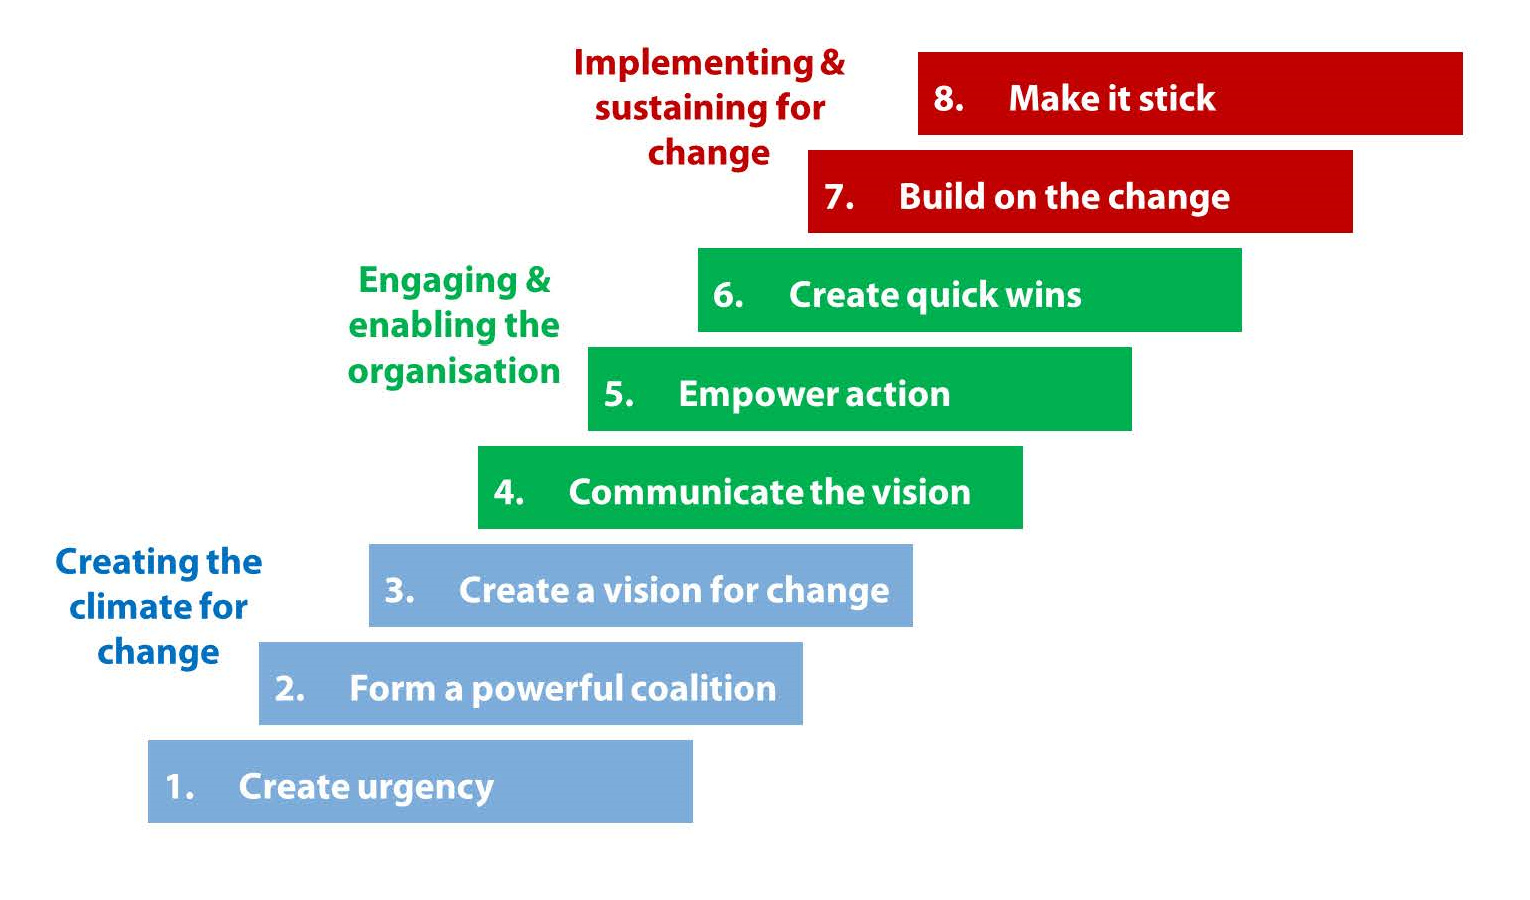 Implementing &
sustaining for
change
8. Make it stick
7. Build on the change
Engaging &
enabling the
organisation
6. Create quick wins
5. Empower action
4. Communicate the vision
Creating the
climate for
change
3. Create a vision for change
2. Form a powerful coalition
1. Create urgency